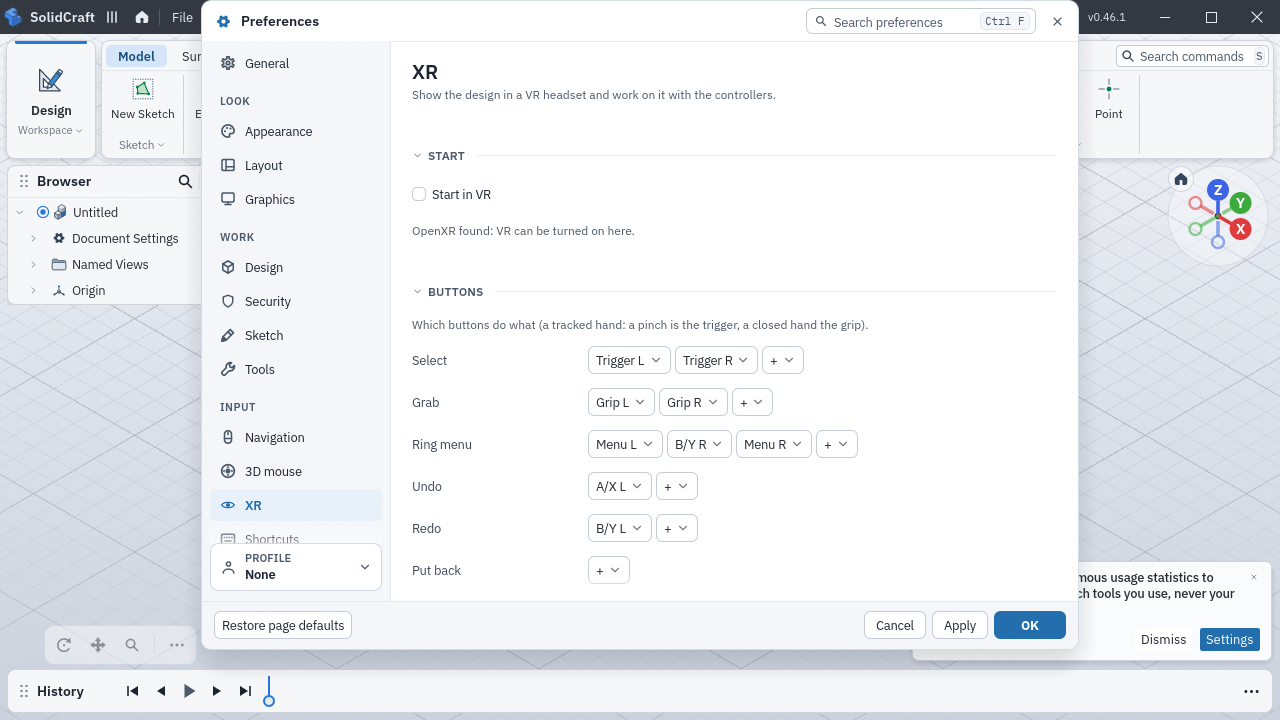 SolidCraft
File
Preferences
Search preferences
Ctrl F
v0.46.1
Design
Workspace
Model
New Sketch
Sketch
Search commands
S
Point
Browser
Untitled
Document Settings
Named Views
Origin
General
LOOK
Appearance
Layout
Graphics
WORK
Design
Security
Sketch
Tools
INPUT
Navigation
3D mouse
XR
Shortcuts
PROFILE
None
XR
Show the design in a VR headset and work on it with the controllers.
START
Start in VR
OpenXR found: VR can be turned on here.
BUTTONS
Which buttons do what (a tracked hand: a pinch is the trigger, a closed hand the grip).
Select Trigger L Trigger R +
Grab Grip L Grip R +
Ring menu Menu L B/Y R Menu R +
Undo A/X L +
Redo B/Y L +
Put back +
Restore page defaults
Cancel
Apply
OK
Z
Y
X
usage statistics to
tools you use, never your
Dismiss
Settings
History